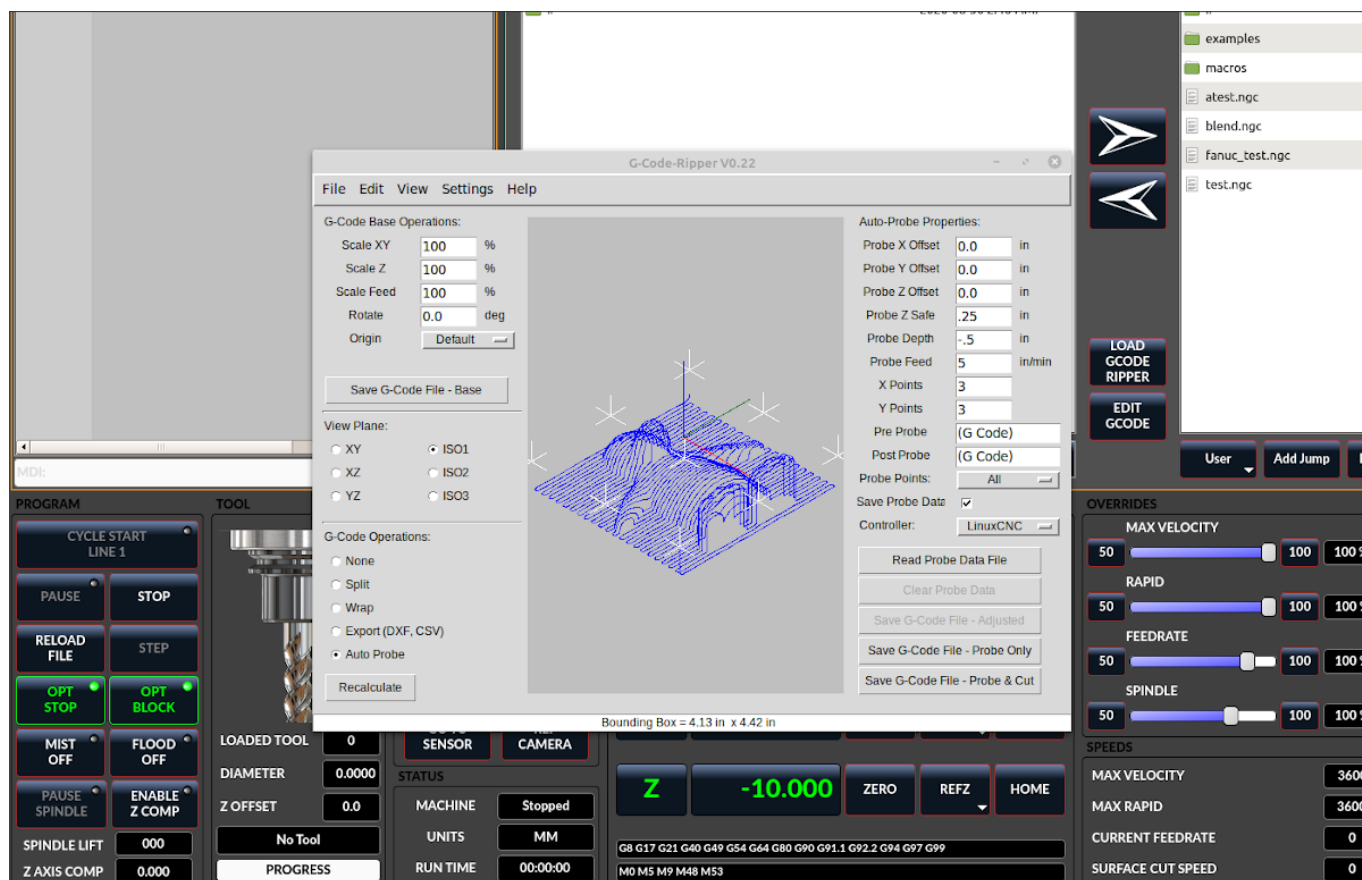 examples
macros
atest.ngc
blend.ngc
fanuc_test.ngc
test.ngc
G-Code-Ripper V0.22
File Edit View Settings Help
G-Code Base Operations:
Scale XY 100 %
Scale Z 100 %
Scale Feed 100 %
Rotate 0.0 deg
Origin Default
Save G-Code File - Base
View Plane:
XY ISO1
XZ ISO2
YZ ISO3
G-Code Operations:
None
Split
Wrap
Export (DXF, CSV)
Auto Probe
Recalculate
Auto-Probe Properties:
Probe X Offset 0.0 in
Probe Y Offset 0.0 in
Probe Z Offset 0.0 in
Probe Z Safe .25 in
Probe Depth -.5 in
Probe Feed 5 in/min
X Points 3
Y Points 3
Pre Probe (G Code)
Post Probe (G Code)
Probe Points: All
Save Probe Data
Controller: LinuxCNC
Read Probe Data File
Clear Probe Data
Save G-Code File - Adjusted
Save G-Code File - Probe Only
Save G-Code File - Probe & Cut
Bounding Box = 4.13 in x 4.42 in
LOAD
GCODE
RIPPER
EDIT
GCODE
User Add Jump
MDI:
PROGRAM
CYCLE START
LINE 1
PAUSE STOP
RELOAD
FILE
STEP
OPT
STOP
OPT
BLOCK
MIST
OFF
FLOOD
OFF
PAUSE
SPINDLE
ENABLE
Z COMP
SPINDLE LIFT 000
Z AXIS COMP 0.000
TOOL
LOADED TOOL 0
DIAMETER 0.0000
Z OFFSET 0.0
No Tool
PROGRESS
SENSOR
CAMERA
STATUS
MACHINE Stopped
UNITS MM
RUN TIME 00:00:00
Z -10.000 ZERO REFZ HOME
G8 G17 G21 G40 G49 G54 G64 G80 G90 G91.1 G92.2 G94 G97 G99
M0 M5 M9 M48 M53
OVERRIDES
MAX VELOCITY
50 100 100 %
RAPID
50 100 100
FEEDRATE
50 100 100
SPINDLE
50 100 100
SPEEDS
MAX VELOCITY 3600
MAX RAPID 3600
CURRENT FEEDRATE 0
SURFACE CUT SPEED 0